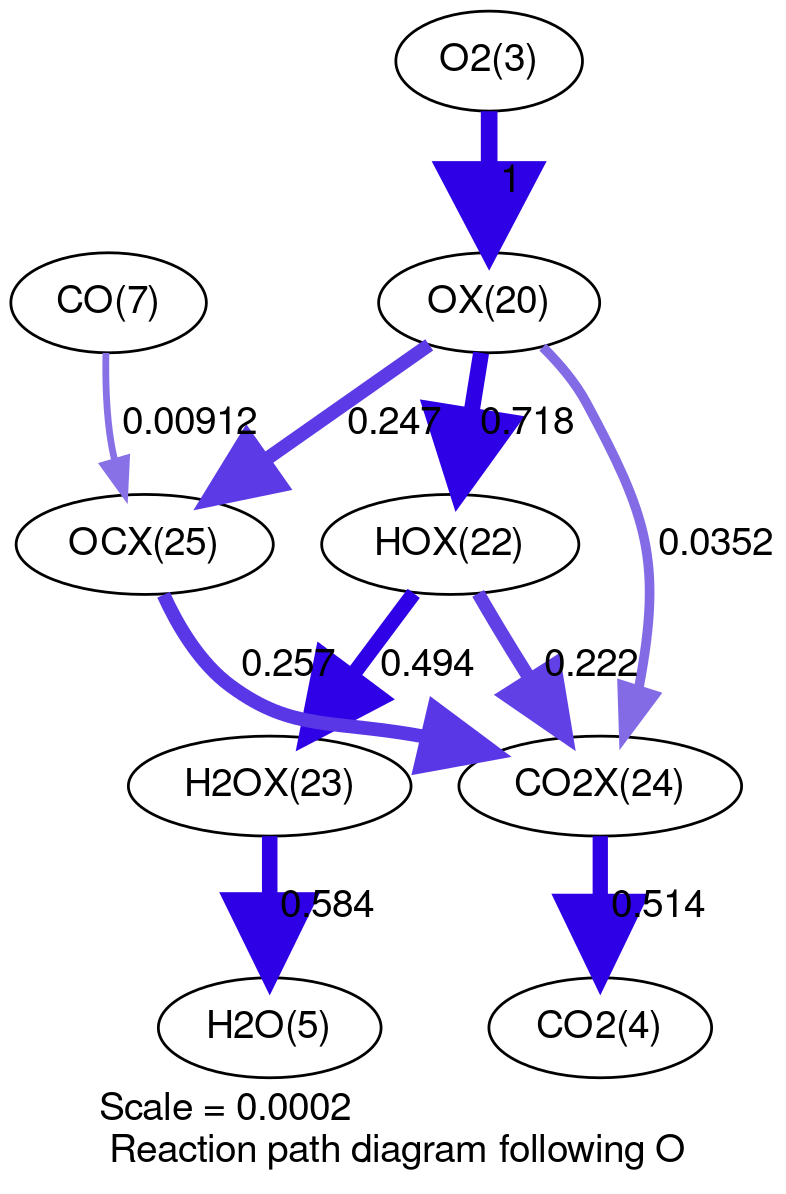 O2(3)
1
CO(7)
OX(20)
0.00912
0.247
0.718
OCX(25)
HOX(22)
0.0352
0.257
0.494
0.222
H2OX(23)
CO2X(24)
0.584
0.514
H2O(5)
CO2(4)
Scale = 0.0002
Reaction path diagram following O